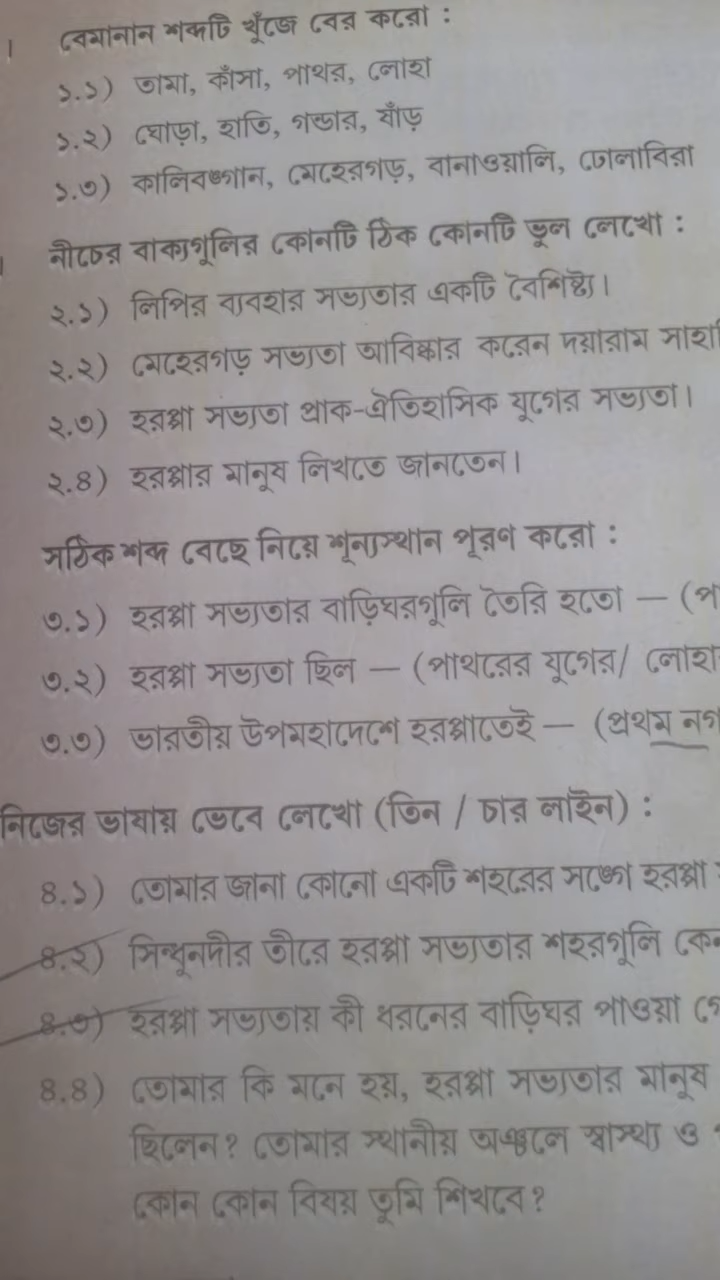 । বেমানান শব্দটি খুঁজে বের করো :
১.১) তামা, কাঁসা, পাথর, লোহা
১.২) ঘোড়া, হাতি, গন্ডার, ষাঁড়
১.৩) কালিবঙ্গান, মেহেরগড়, বানাওয়ালি, ঢোলাবিরা
। নীচের বাক্যগুলির কোনটি ঠিক কোনটি ভুল লেখো :
২.১) লিপির ব্যবহার সভ্যতার একটি বৈশিষ্ট্য।
২.২) মেহেরগড় সভ্যতা আবিষ্কার করেন দয়ারাম
২.৩) হরপ্পা সভ্যতা প্রাক-ঐতিহাসিক যুগের সভ্যতা।
২.৪) হরপ্পার মানুষ লিখতে জানতেন।
সঠিক শব্দ বেছে নিয়ে শূন্যস্থান পূরণ করো :
৩.১) হরপ্পা সভ্যতার বাড়িঘরগুলি তৈরি হতো — (প
৩.২) হরপ্পা সভ্যতা ছিল — (পাথরের যুগের/ লোহা
৩.৩) ভারতীয় উপমহাদেশে হরপ্পাতেই — (প্রথম নগ
নিজের ভাষায় ভেবে লেখো (তিন / চার লাইন) :
৪.১) তোমার জানা কোনো একটি শহরের সঙ্গে হরপ্পা
৪.২) সিন্ধুনদীর তীরে হরপ্পা সভ্যতার শহরগুলি কেন
৪.৩) হরপ্পা সভ্যতায় কী ধরনের বাড়িঘর পাওয়া গে
৪.৪) তোমার কি মনে হয়, হরপ্পা সভ্যতার মানুষ
ছিলেন? তোমার স্থানীয় অঞ্চলে স্বাস্থ্য ও
কোন কোন বিষয় তুমি শিখবে?